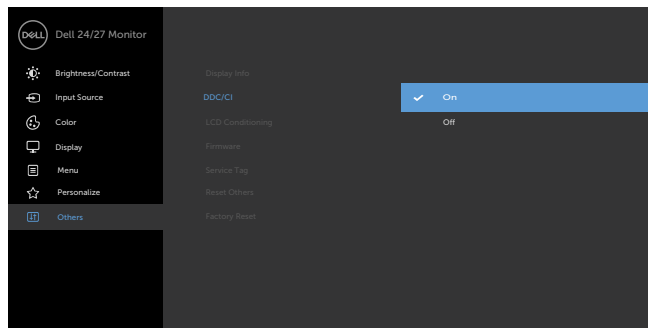 DELL
Dell 24/27 Monitor
Brightness/Contrast
Input Source
Color
Display
Menu
Personalize
Others
Display Info
DDC/CI
LCD Conditioning
Firmware
Service Tag
Reset Others
Factory Reset
On
Off